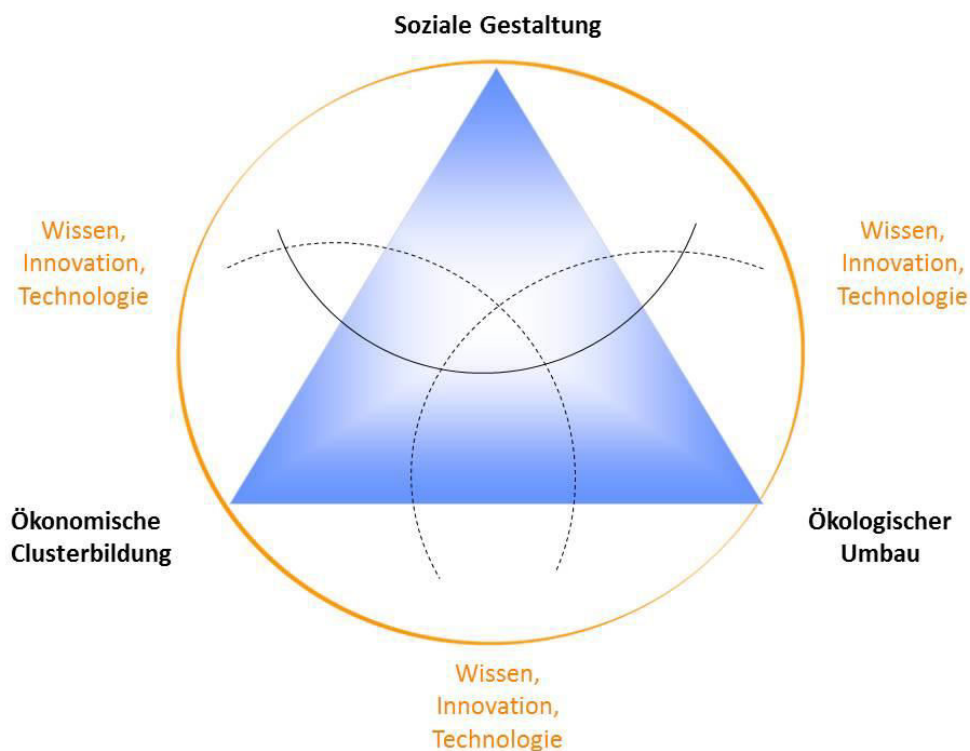 Soziale Gestaltung
Wissen,
Innovation,
Technologie
Wissen,
Innovation,
Technologie
Ökonomische
Clusterbildung
Ökologischer
Umbau
Wissen,
Innovation,
Technologie